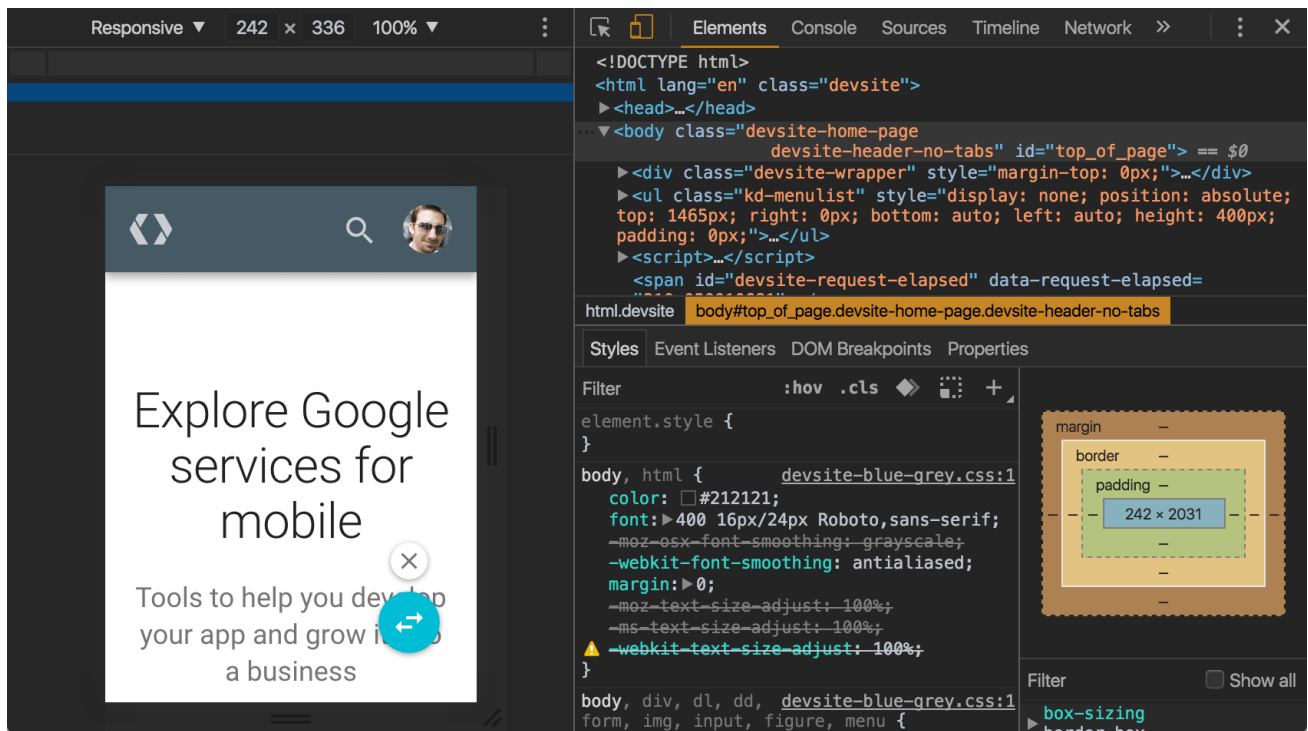 Responsive ▼ 242 × 336 100% ▼
Explore Google
services for
mobile
Tools to help you develop
your app and grow
a business
Elements Console Sources Timeline Network »
<!DOCTYPE html>
<html lang="en" class="devsite">
▶<head>…</head>
…▼<body class="devsite-home-page
devsite-header-no-tabs" id="top_of_page"> == $0
▶<div class="devsite-wrapper" style="margin-top: 0px;">…</div>
▶<ul class="kd-menulist" style="display: none; position: absolute;
top: 1465px; right: 0px; bottom: auto; left: auto; height: 400px;
padding: 0px;">…</ul>
▶<script>…</script>
<span id="devsite-request-elapsed" data-request-elapsed=
html.devsite body#top_of_page.devsite-home-page.devsite-header-no-tabs
Styles Event Listeners DOM Breakpoints Properties
Filter :hov .cls +
element.style {
}
body, html { devsite-blue-grey.css:1
color: #212121;
font:▶400 16px/24px Roboto,sans-serif;
-moz-osx-font-smoothing: grayscale;
-webkit-font-smoothing: antialiased;
margin:▶0;
-moz-text-size-adjust: 100%;
-ms-text-size-adjust: 100%;
-webkit-text-size-adjust: 100%;
}
body, div, dl, dd, devsite-blue-grey.css:1
form, img, input, figure, menu {
margin –
border –
padding –
– – – 242 × 2031 – – –
–
–
–
Filter Show all
box-sizing
▶ border-box